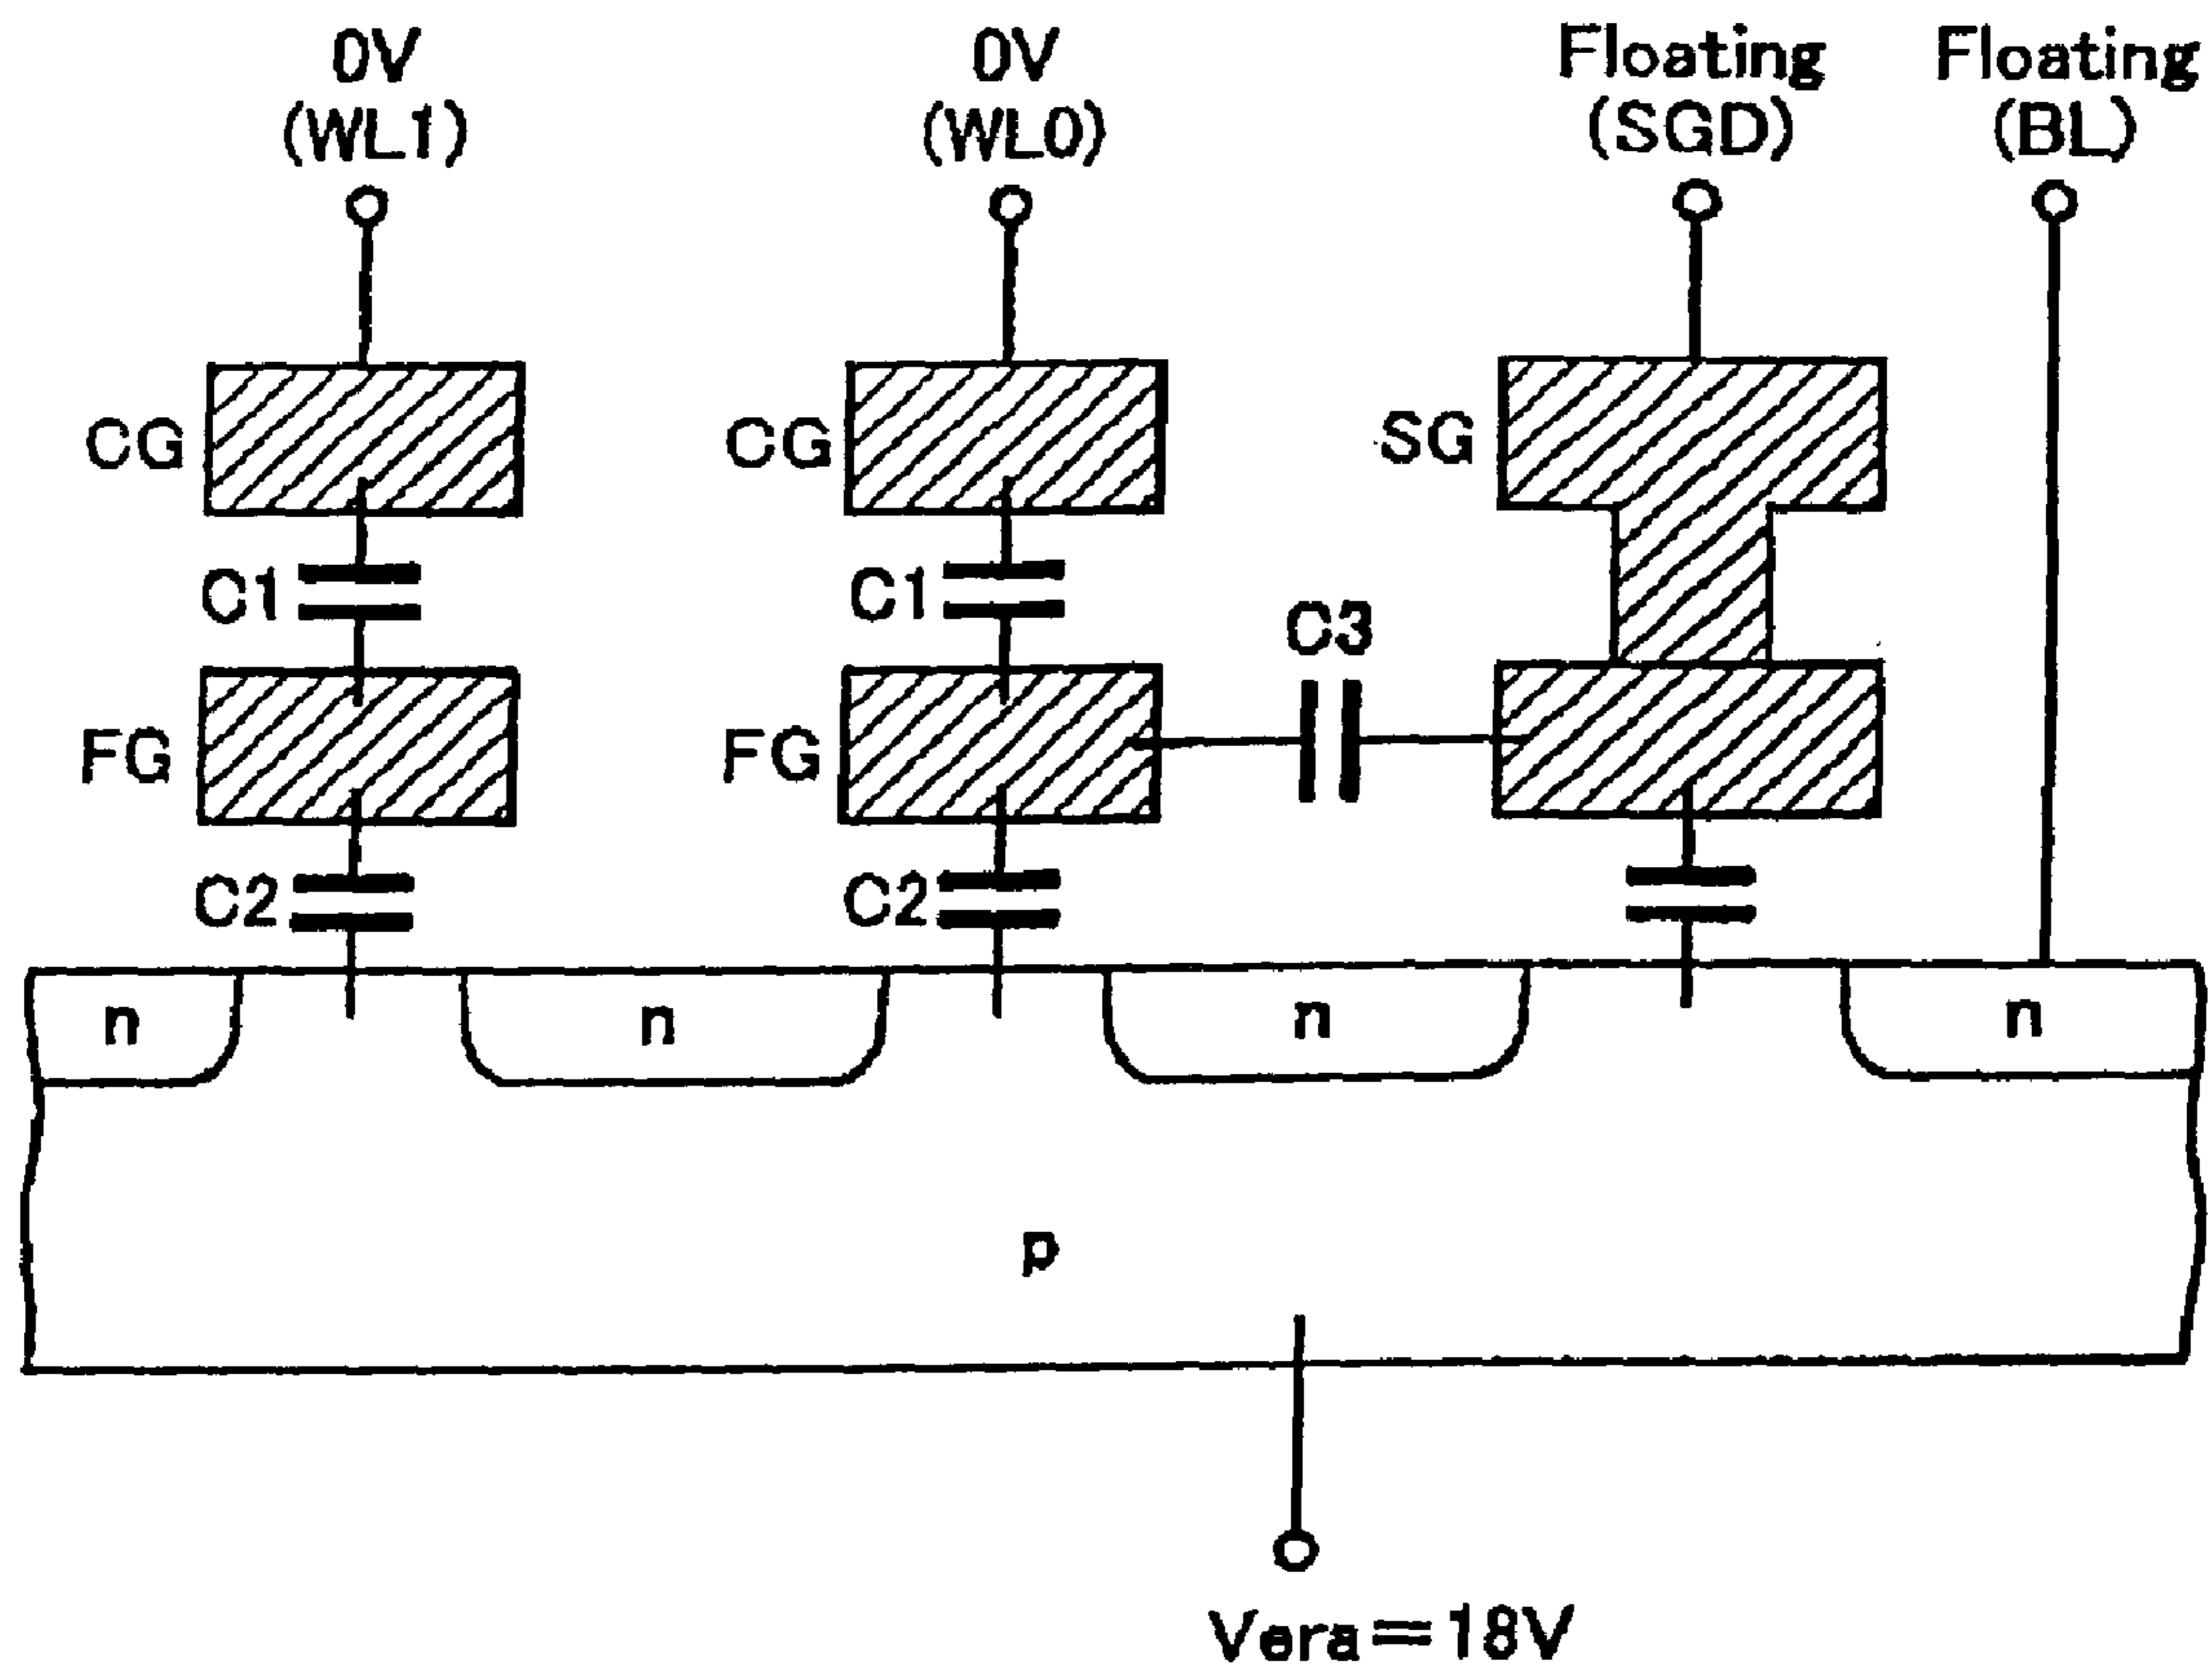 0V
(WL1)
0V
(WL0)
Floating
(SGD)
Floating
(BL)
CG
CG
SG
C1
C1
C3
FG
FG
C2
C2
n
n
n
n
p
Vera=18V